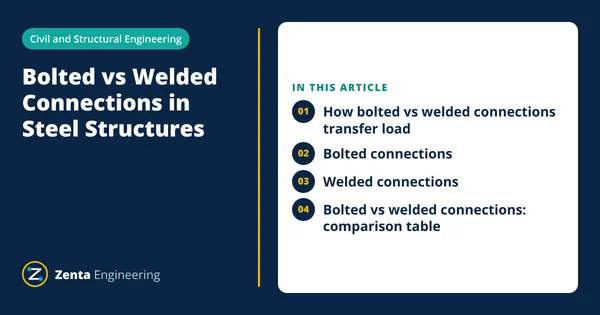 Civil and Structural Engineering
Bolted vs Welded
Connections in
Steel Structures
Z Zenta Engineering
IN THIS ARTICLE
01 How bolted vs welded connections
transfer load
02 Bolted connections
03 Welded connections
04 Bolted vs welded connections:
comparison table